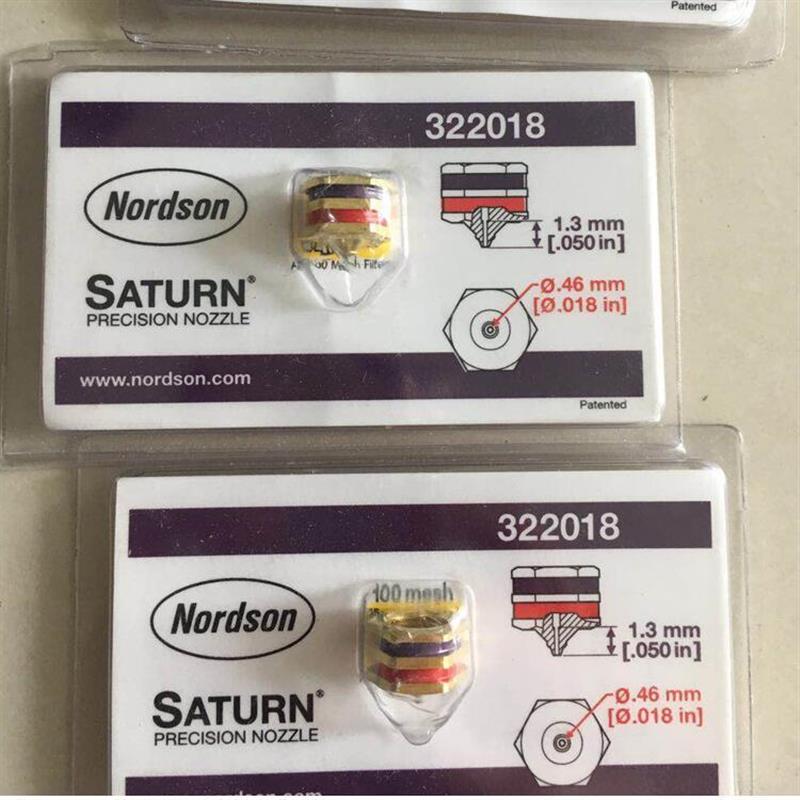 Patented
322018
Nordson
1.3 mm
[.050 in]
Ø.46 mm
[Ø.018 in]
SATURN®
PRECISION NOZZLE
www.nordson.com
Patented
322018
100 mesh
Nordson
1.3 mm
[.050 in]
Ø.46 mm
[Ø.018 in]
SATURN®
PRECISION NOZZLE